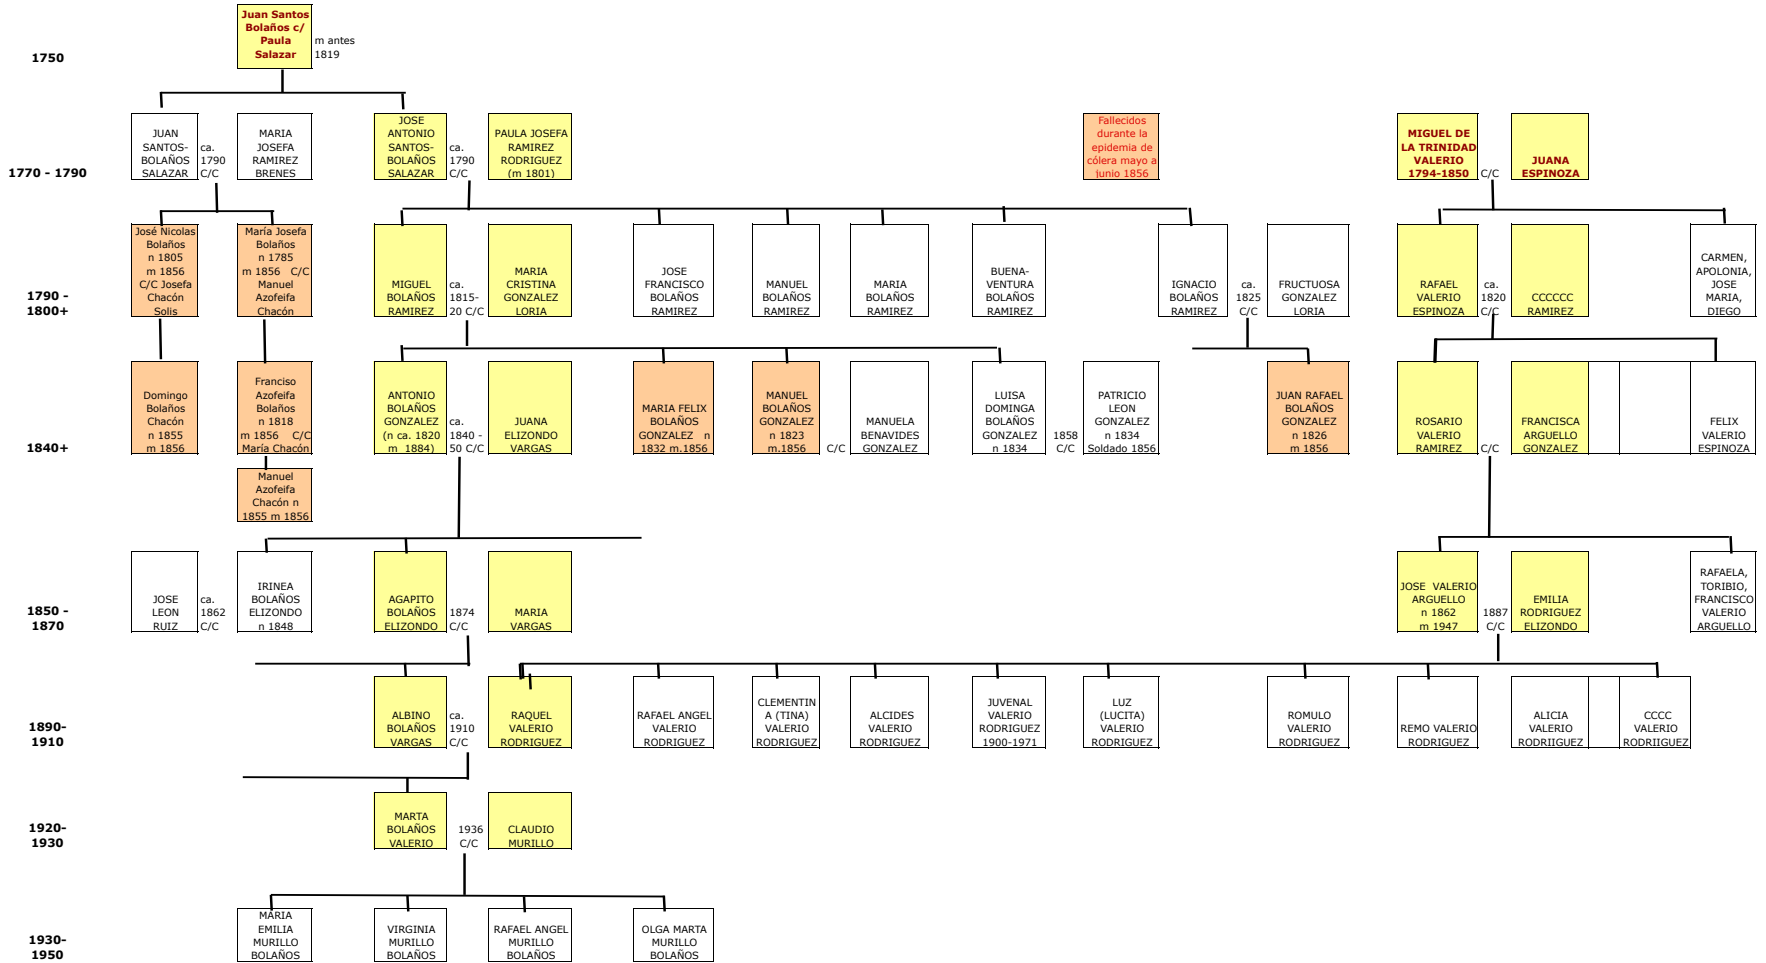 Juan Santos
Bolaños c/
Paula
Salazar
m antes
1819
1750
JUAN
SANTOS-
BOLAÑOS
SALAZAR
ca.
1790
C/C
MARIA
JOSEFA
RAMIREZ
BRENES
JOSE
ANTONIO
SANTOS-
BOLAÑOS
SALAZAR
ca.
1790
C/C
PAULA JOSEFA
RAMIREZ
RODRIGUEZ
(m 1801)
Fallecidos
durante la
epidemia de
cólera mayo a
junio 1856
MIGUEL DE
LA TRINIDAD
VALERIO
1794-1850
C/C
JUANA
ESPINOZA
1770 - 1790
José Nicolas
Bolaños
n 1805
m 1856
C/C Josefa
Chacón
Solis
María Josefa
Bolaños
n 1785
m 1856 C/C
Manuel
Azofeifa
Chacón
MIGUEL
BOLAÑOS
RAMIREZ
ca.
1815-
20 C/C
MARIA
CRISTINA
GONZALEZ
LORIA
JOSE
FRANCISCO
BOLAÑOS
RAMIREZ
MANUEL
BOLAÑOS
RAMIREZ
MARIA
BOLAÑOS
RAMIREZ
BUENA-
VENTURA
BOLAÑOS
RAMIREZ
IGNACIO
BOLAÑOS
RAMIREZ
ca.
1825
C/C
FRUCTUOSA
GONZALEZ
LORIA
RAFAEL
VALERIO
ESPINOZA
ca.
1820
C/C
CCCCCC
RAMIREZ
CARMEN,
APOLONIA,
JOSE
MARIA,
DIEGO
1790 -
1800+
Domingo
Bolaños
Chacón
n 1855
m 1856
Franciso
Azofeifa
Bolaños
n 1818
m 1856 C/C
María Chacón
ANTONIO
BOLAÑOS
GONZALEZ
(n ca. 1820
m 1884)
ca.
1840 -
50 C/C
JUANA
ELIZONDO
VARGAS
MARIA FELIX
BOLAÑOS
GONZALEZ n
1832 m.1856
MANUEL
BOLAÑOS
GONZALEZ
n 1823
m.1856
C/C
MANUELA
BENAVIDES
GONZALEZ
LUISA
DOMINGA
BOLAÑOS
GONZALEZ
n 1834
1858
C/C
PATRICIO
LEON
GONZALEZ
n 1834
Soldado 1856
JUAN RAFAEL
BOLAÑOS
GONZALEZ
n 1826
m 1856
ROSARIO
VALERIO
RAMIREZ
C/C
FRANCISCA
ARGUELLO
GONZALEZ
FELIX
VALERIO
ESPINOZA
1840+
Manuel
Azofeifa
Chacón n
1855 m 1856
JOSE
LEON
RUIZ
ca.
1862
C/C
IRINEA
BOLAÑOS
ELIZONDO
n 1848
AGAPITO
BOLAÑOS
ELIZONDO
1874
C/C
MARIA
VARGAS
JOSE VALERIO
ARGUELLO
n 1862
m 1947
1887
C/C
EMILIA
RODRIGUEZ
ELIZONDO
RAFAELA,
TORIBIO,
FRANCISCO
VALERIO
ARGUELLO
1850 -
1870
ALBINO
BOLAÑOS
VARGAS
ca.
1910
C/C
RAQUEL
VALERIO
RODRIGUEZ
RAFAEL ANGEL
VALERIO
RODRIGUEZ
CLEMENTIN
A (TINA)
VALERIO
RODRIGUEZ
ALCIDES
VALERIO
RODRIGUEZ
JUVENAL
VALERIO
RODRIGUEZ
1900-1971
LUZ
(LUCITA)
VALERIO
RODRIGUEZ
ROMULO
VALERIO
RODRIGUEZ
REMO VALERIO
RODRIGUEZ
ALICIA
VALERIO
RODRIIGUEZ
CCCC
VALERIO
RODRIIGUEZ
1890-
1910
MARTA
BOLAÑOS
VALERIO
1936
C/C
CLAUDIO
MURILLO
1920-
1930
MARIA
EMILIA
MURILLO
BOLAÑOS
VIRGINIA
MURILLO
BOLAÑOS
RAFAEL ANGEL
MURILLO
BOLAÑOS
OLGA MARTA
MURILLO
BOLAÑOS
1930-
1950